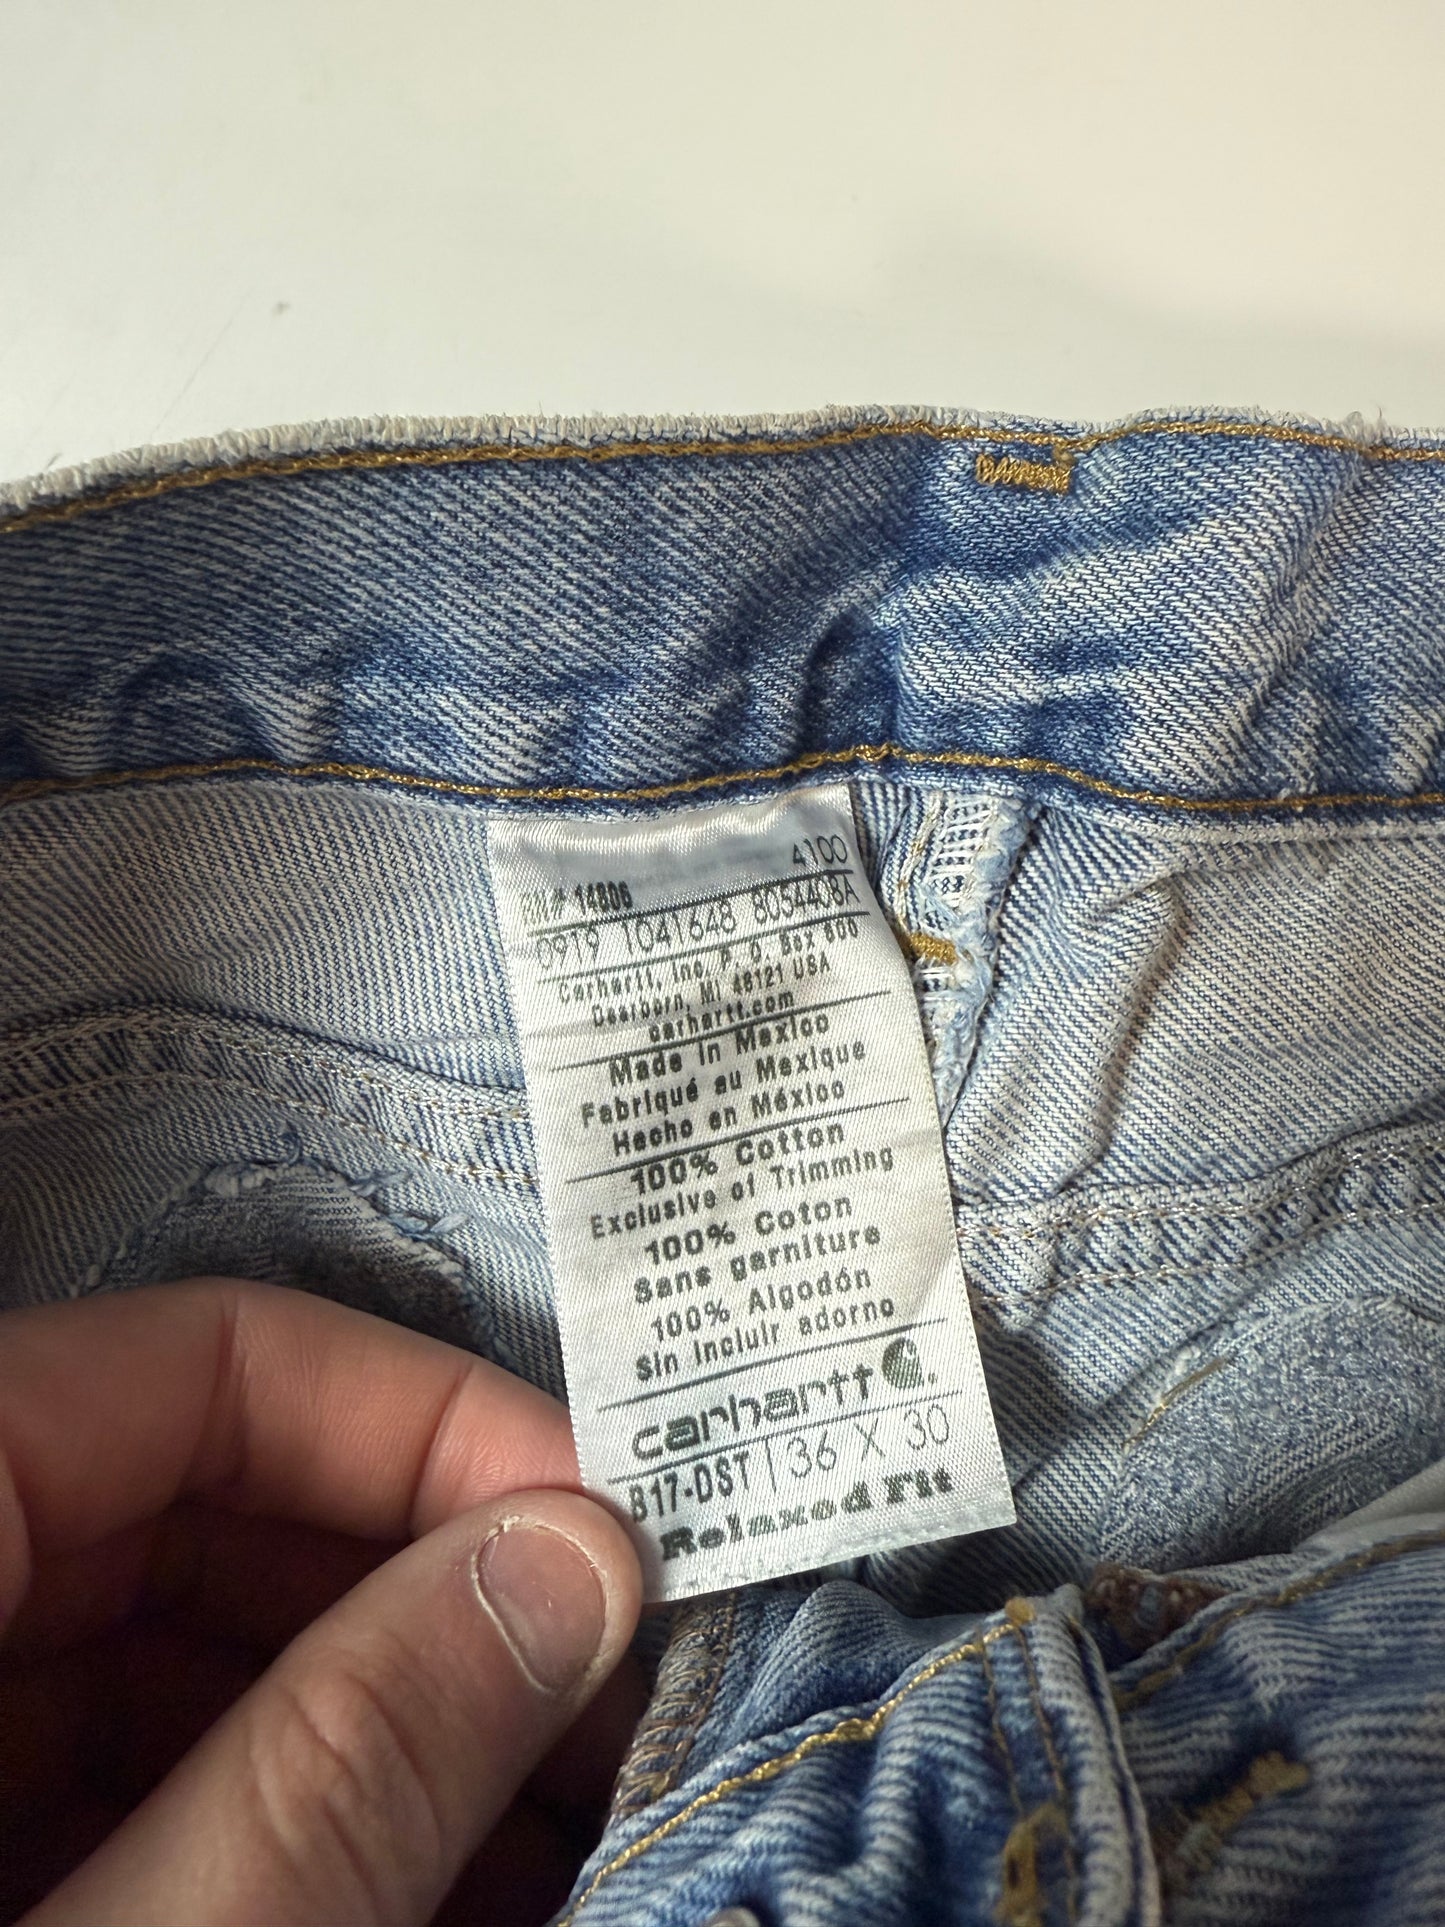 4100
RN# 14806
0919 1041648 8054408A
Carhartt, Inc. P. O. Box 600
Dearborn, MI 48121 USA
carhartt.com
Made in Mexico
Fabriqué au Mexique
Hecho en México
100% Cotton
Exclusive of Trimming
100% Coton
Sans garniture
100% Algodón
sin incluir adorno
carhartt
B17-DST | 36 X 30
Relaxed Fit